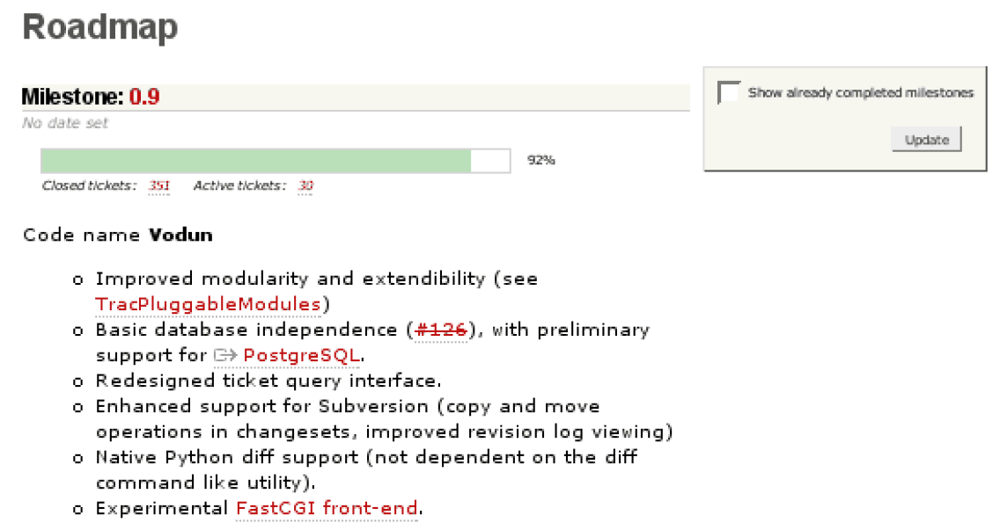 Roadmap
Milestone: 0.9
No date set
92%
Closed tickets: 351 Active tickets: 30
Show already completed milestones
Update
Code name Vodun
o Improved modularity and extendibility (see
TracPluggableModules)
o Basic database independence (#126), with preliminary
support for PostgreSQL.
o Redesigned ticket query interface.
o Enhanced support for Subversion (copy and move
operations in changesets, improved revision log viewing)
o Native Python diff support (not dependent on the diff
command like utility).
o Experimental FastCGI front-end.